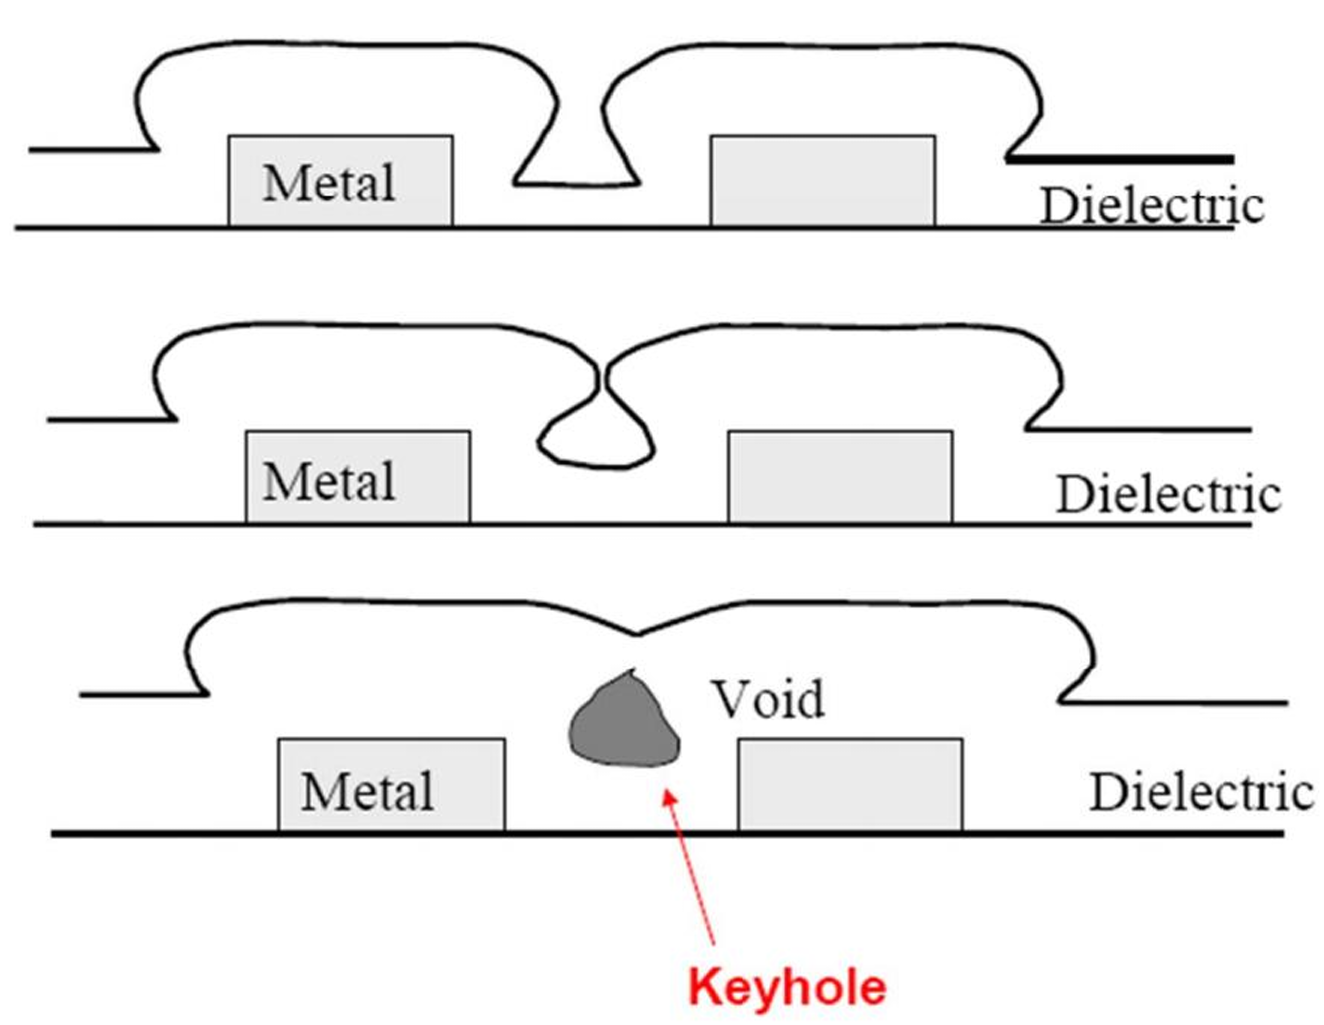 Metal
Dielectric
Metal
Dielectric
Void
Metal
Dielectric
Keyhole